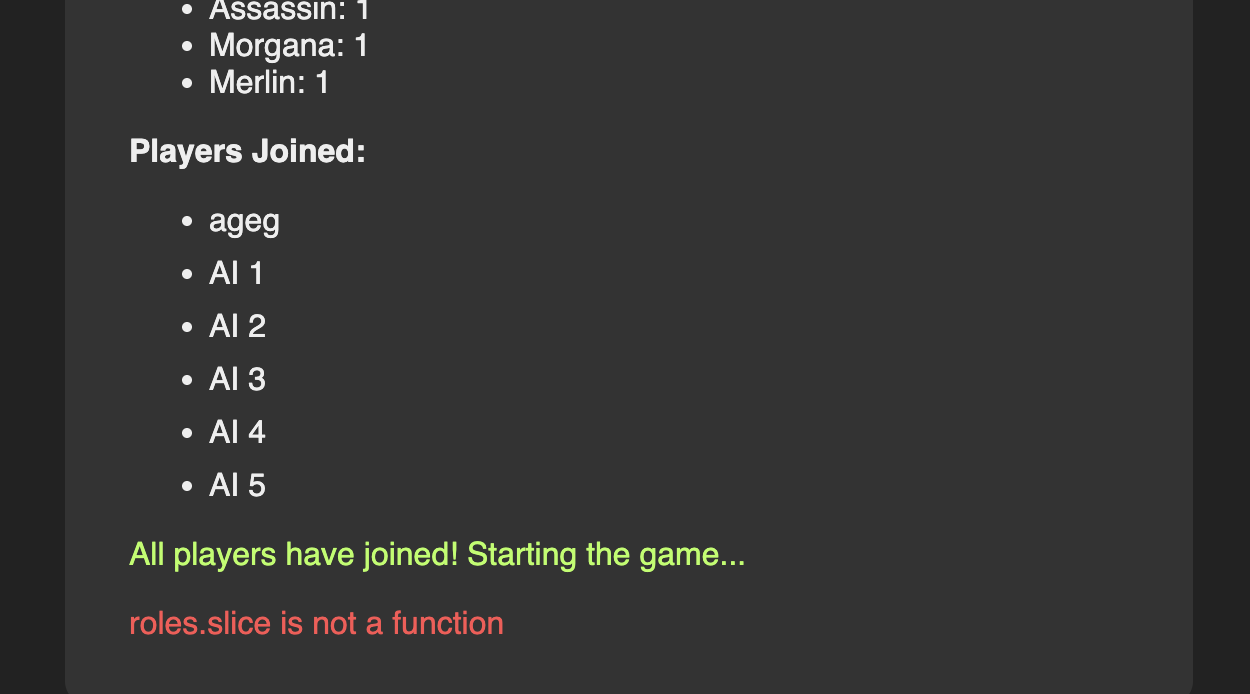 Assassin: 1
Morgana: 1
Merlin: 1
Players Joined:
ageg
AI 1
AI 2
AI 3
AI 4
AI 5
All players have joined! Starting the game...
roles.slice is not a function